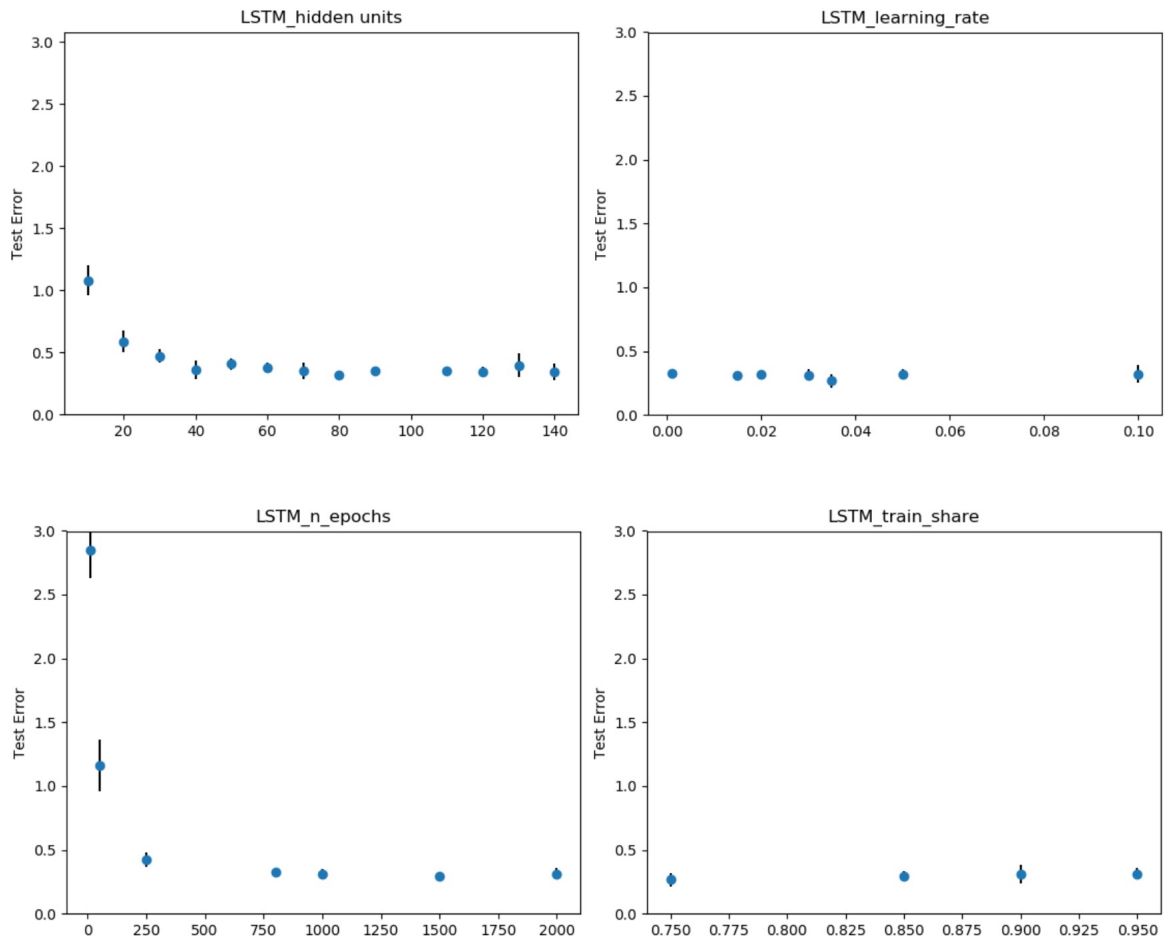 LSTM_hidden units
3.0
2.5
2.0
1.5
1.0
0.5
0.0
Test Error
20 40 60 80 100 120 140
LSTM_learning_rate
3.0
2.5
2.0
1.5
1.0
0.5
0.0
Test Error
0.00 0.02 0.04 0.06 0.08 0.10
LSTM_n_epochs
3.0
2.5
2.0
1.5
1.0
0.5
0.0
Test Error
0 250 500 750 1000 1250 1500 1750 2000
LSTM_train_share
3.0
2.5
2.0
1.5
1.0
0.5
0.0
Test Error
0.750 0.775 0.800 0.825 0.850 0.875 0.900 0.925 0.950